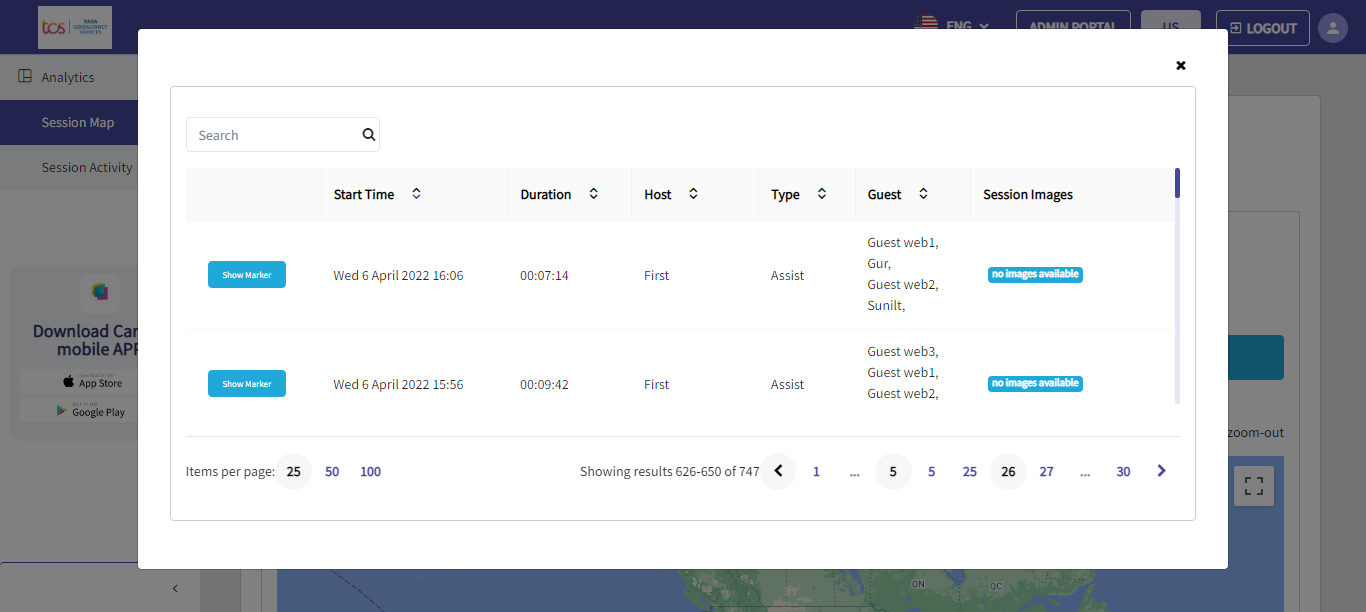 tcs
TATA
CONSULTANCY
SERVICES
ENG
ADMIN PORTAL
US
LOGOUT
Analytics
Session Map
Session Activity
Download Car
mobile APP
App Store
GET IT ON
Google Play
Search
Start Time Duration Host Type Guest Session Images
Show Marker Wed 6 April 2022 16:06 00:07:14 First Assist
Guest web1,
Gur,
Guest web2,
Sunilt,
no images available
Show Marker Wed 6 April 2022 15:56 00:09:42 First Assist
Guest web3,
Guest web1,
Guest web2,
no images available
Items per page: 25 50 100
Showing results 626-650 of 747 1 ... 5 5 25 26 27 ... 30
zoom-out
ON
QC